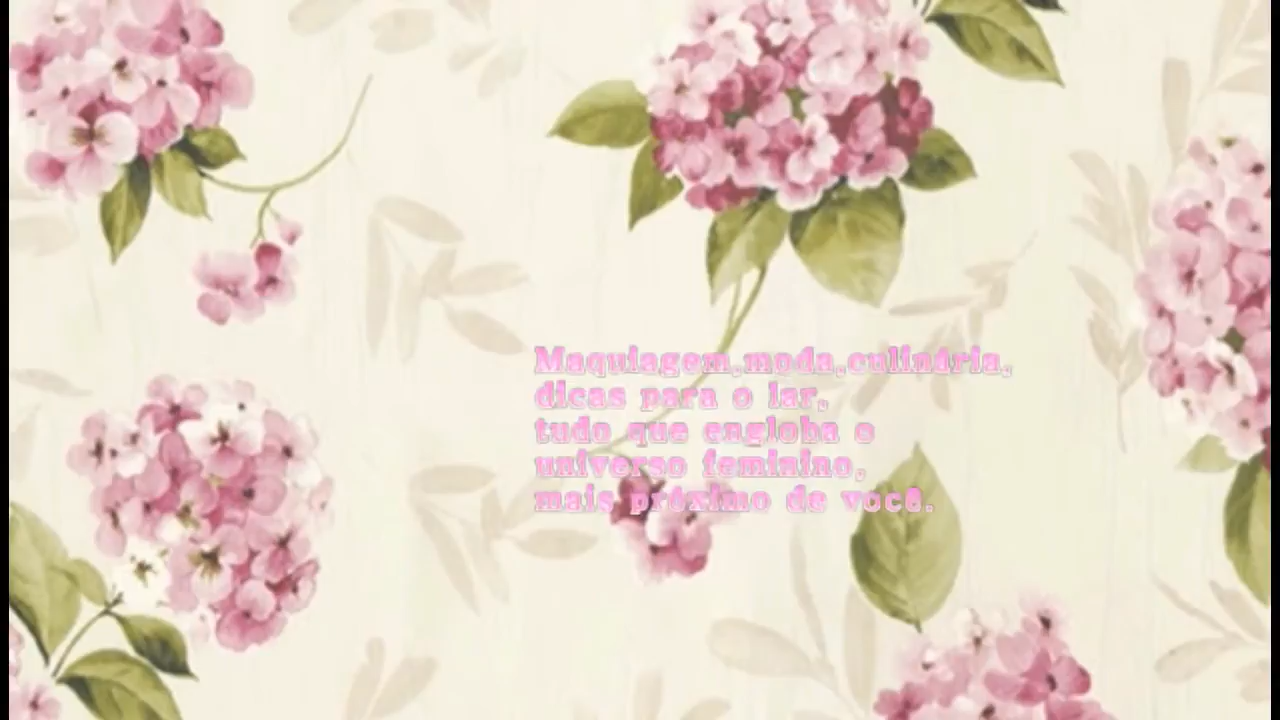 Maquiagem,moda,culinária,
dicas para o lar,
tudo que engloba o
universo feminino,
mais próximo de você.